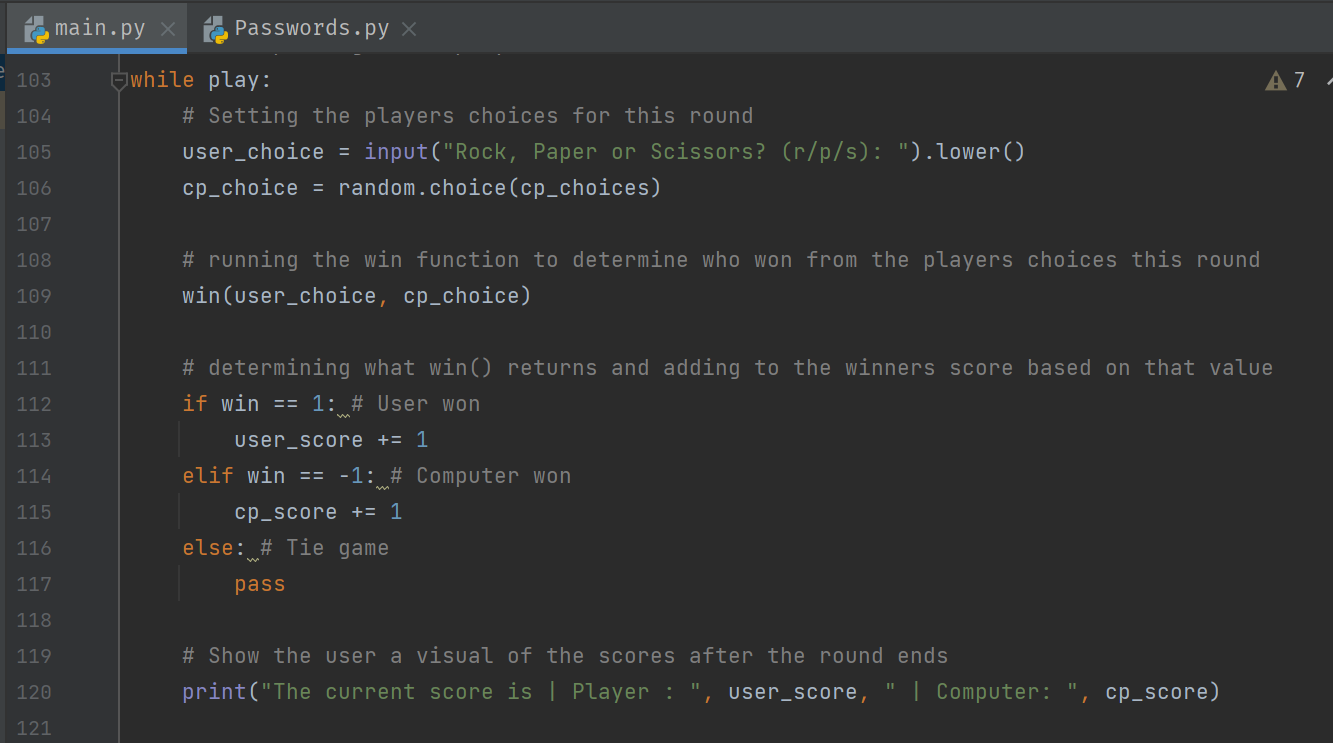 main.py Passwords.py
103 while play: 7
104 # Setting the players choices for this round
105 user_choice = input("Rock, Paper or Scissors? (r/p/s): ").lower()
106 cp_choice = random.choice(cp_choices)
107
108 # running the win function to determine who won from the players choices this round
109 win(user_choice, cp_choice)
110
111 # determining what win() returns and adding to the winners score based on that value
112 if win == 1: # User won
113 user_score += 1
114 elif win == -1: # Computer won
115 cp_score += 1
116 else: # Tie game
117 pass
118
119 # Show the user a visual of the scores after the round ends
120 print("The current score is | Player : ", user_score, " | Computer: ", cp_score)
121